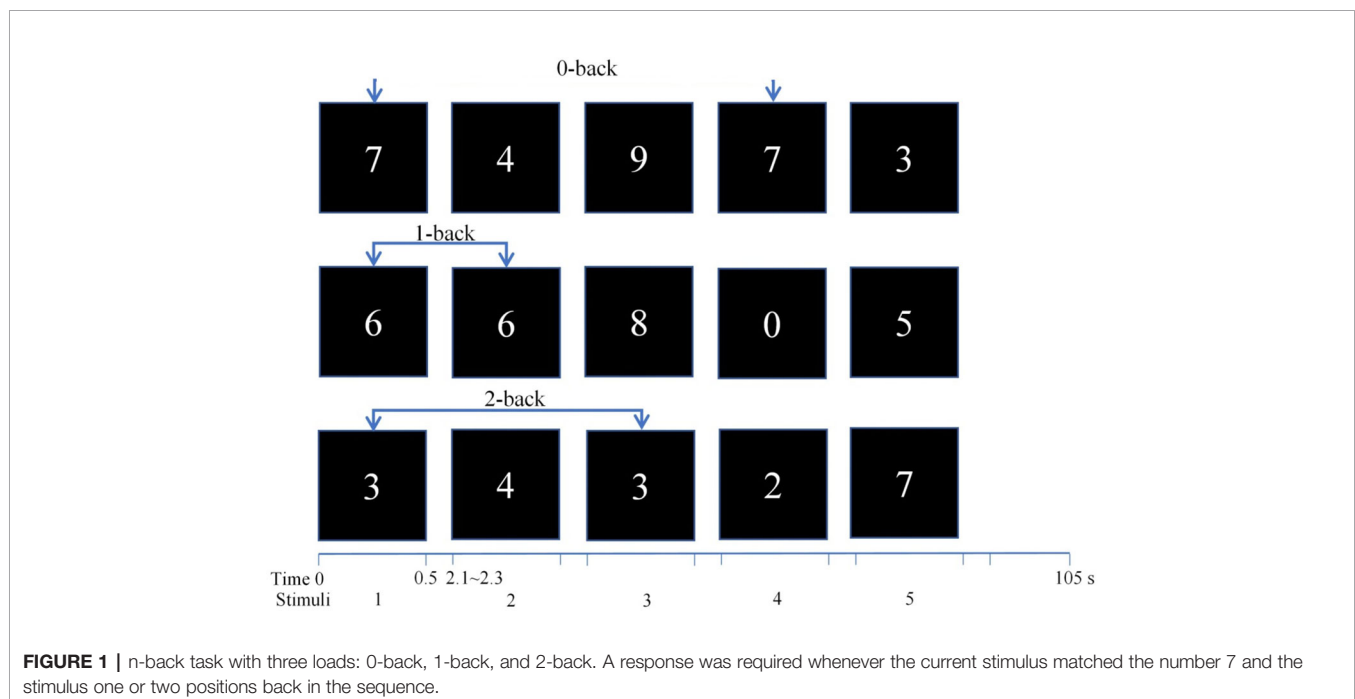 0-back
7 4 9 7 3
1-back
6 6 8 0 5
2-back
3 4 3 2 7
Time 0 0.5 2.1~2.3 105 s
Stimuli 1 2 3 4 5
FIGURE 1 | n-back task with three loads: 0-back, 1-back, and 2-back. A response was required whenever the current stimulus matched the number 7 and the
stimulus one or two positions back in the sequence.